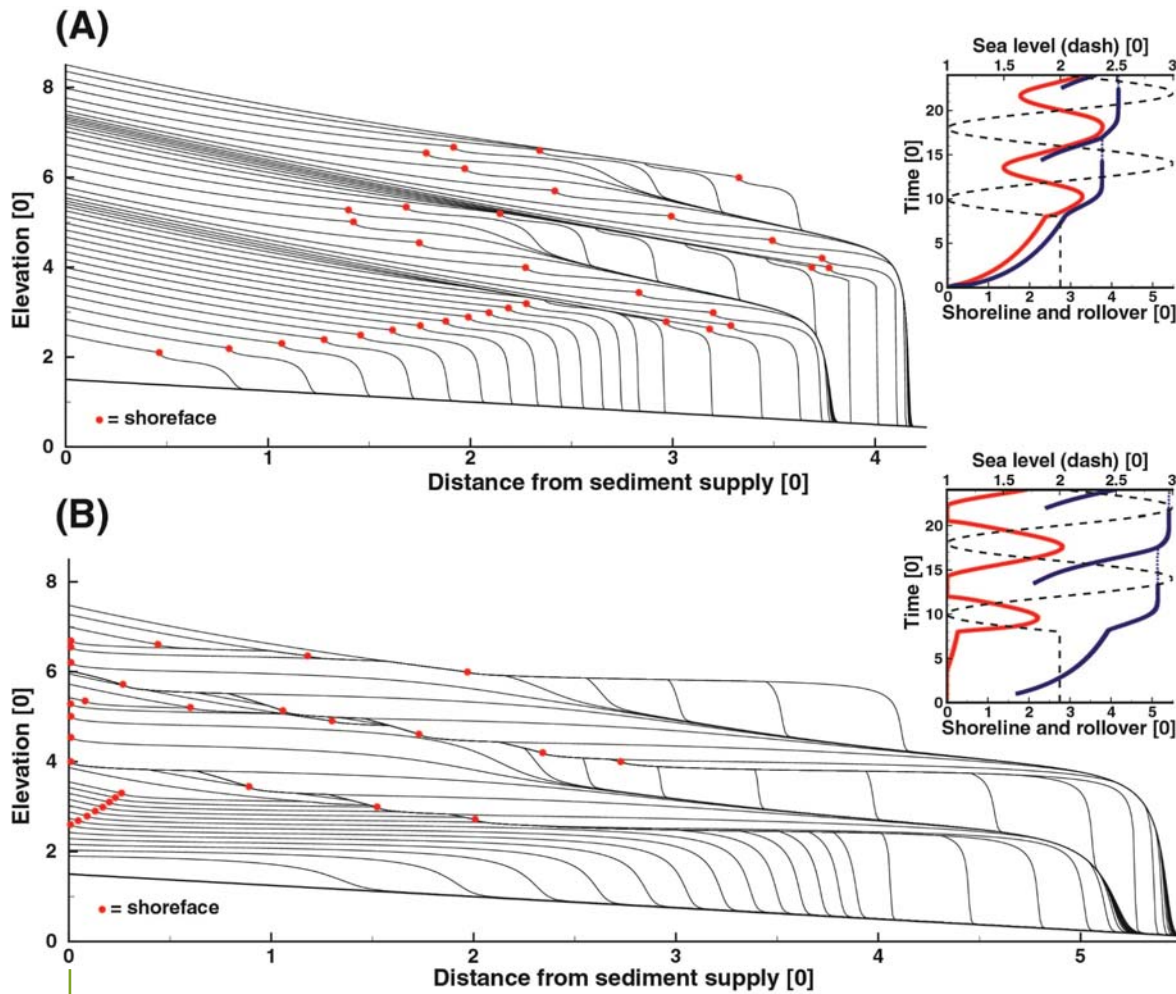 (A)
Elevation [0]
8
6
4
2
0
= shoreface
0 1 2 3 4
Distance from sediment supply [0]
Sea level (dash) [0]
1 1.5 2 2.5 3
Time [0]
20
15
10
5
0
0 1 2 3 4 5
Shoreline and rollover [0]
(B)
Elevation [0]
8
6
4
2
0
= shoreface
0 1 2 3 4 5
Distance from sediment supply [0]
Sea level (dash) [0]
1 1.5 2 2.5 3
Time [0]
20
15
10
5
0
0 1 2 3 4 5
Shoreline and rollover [0]